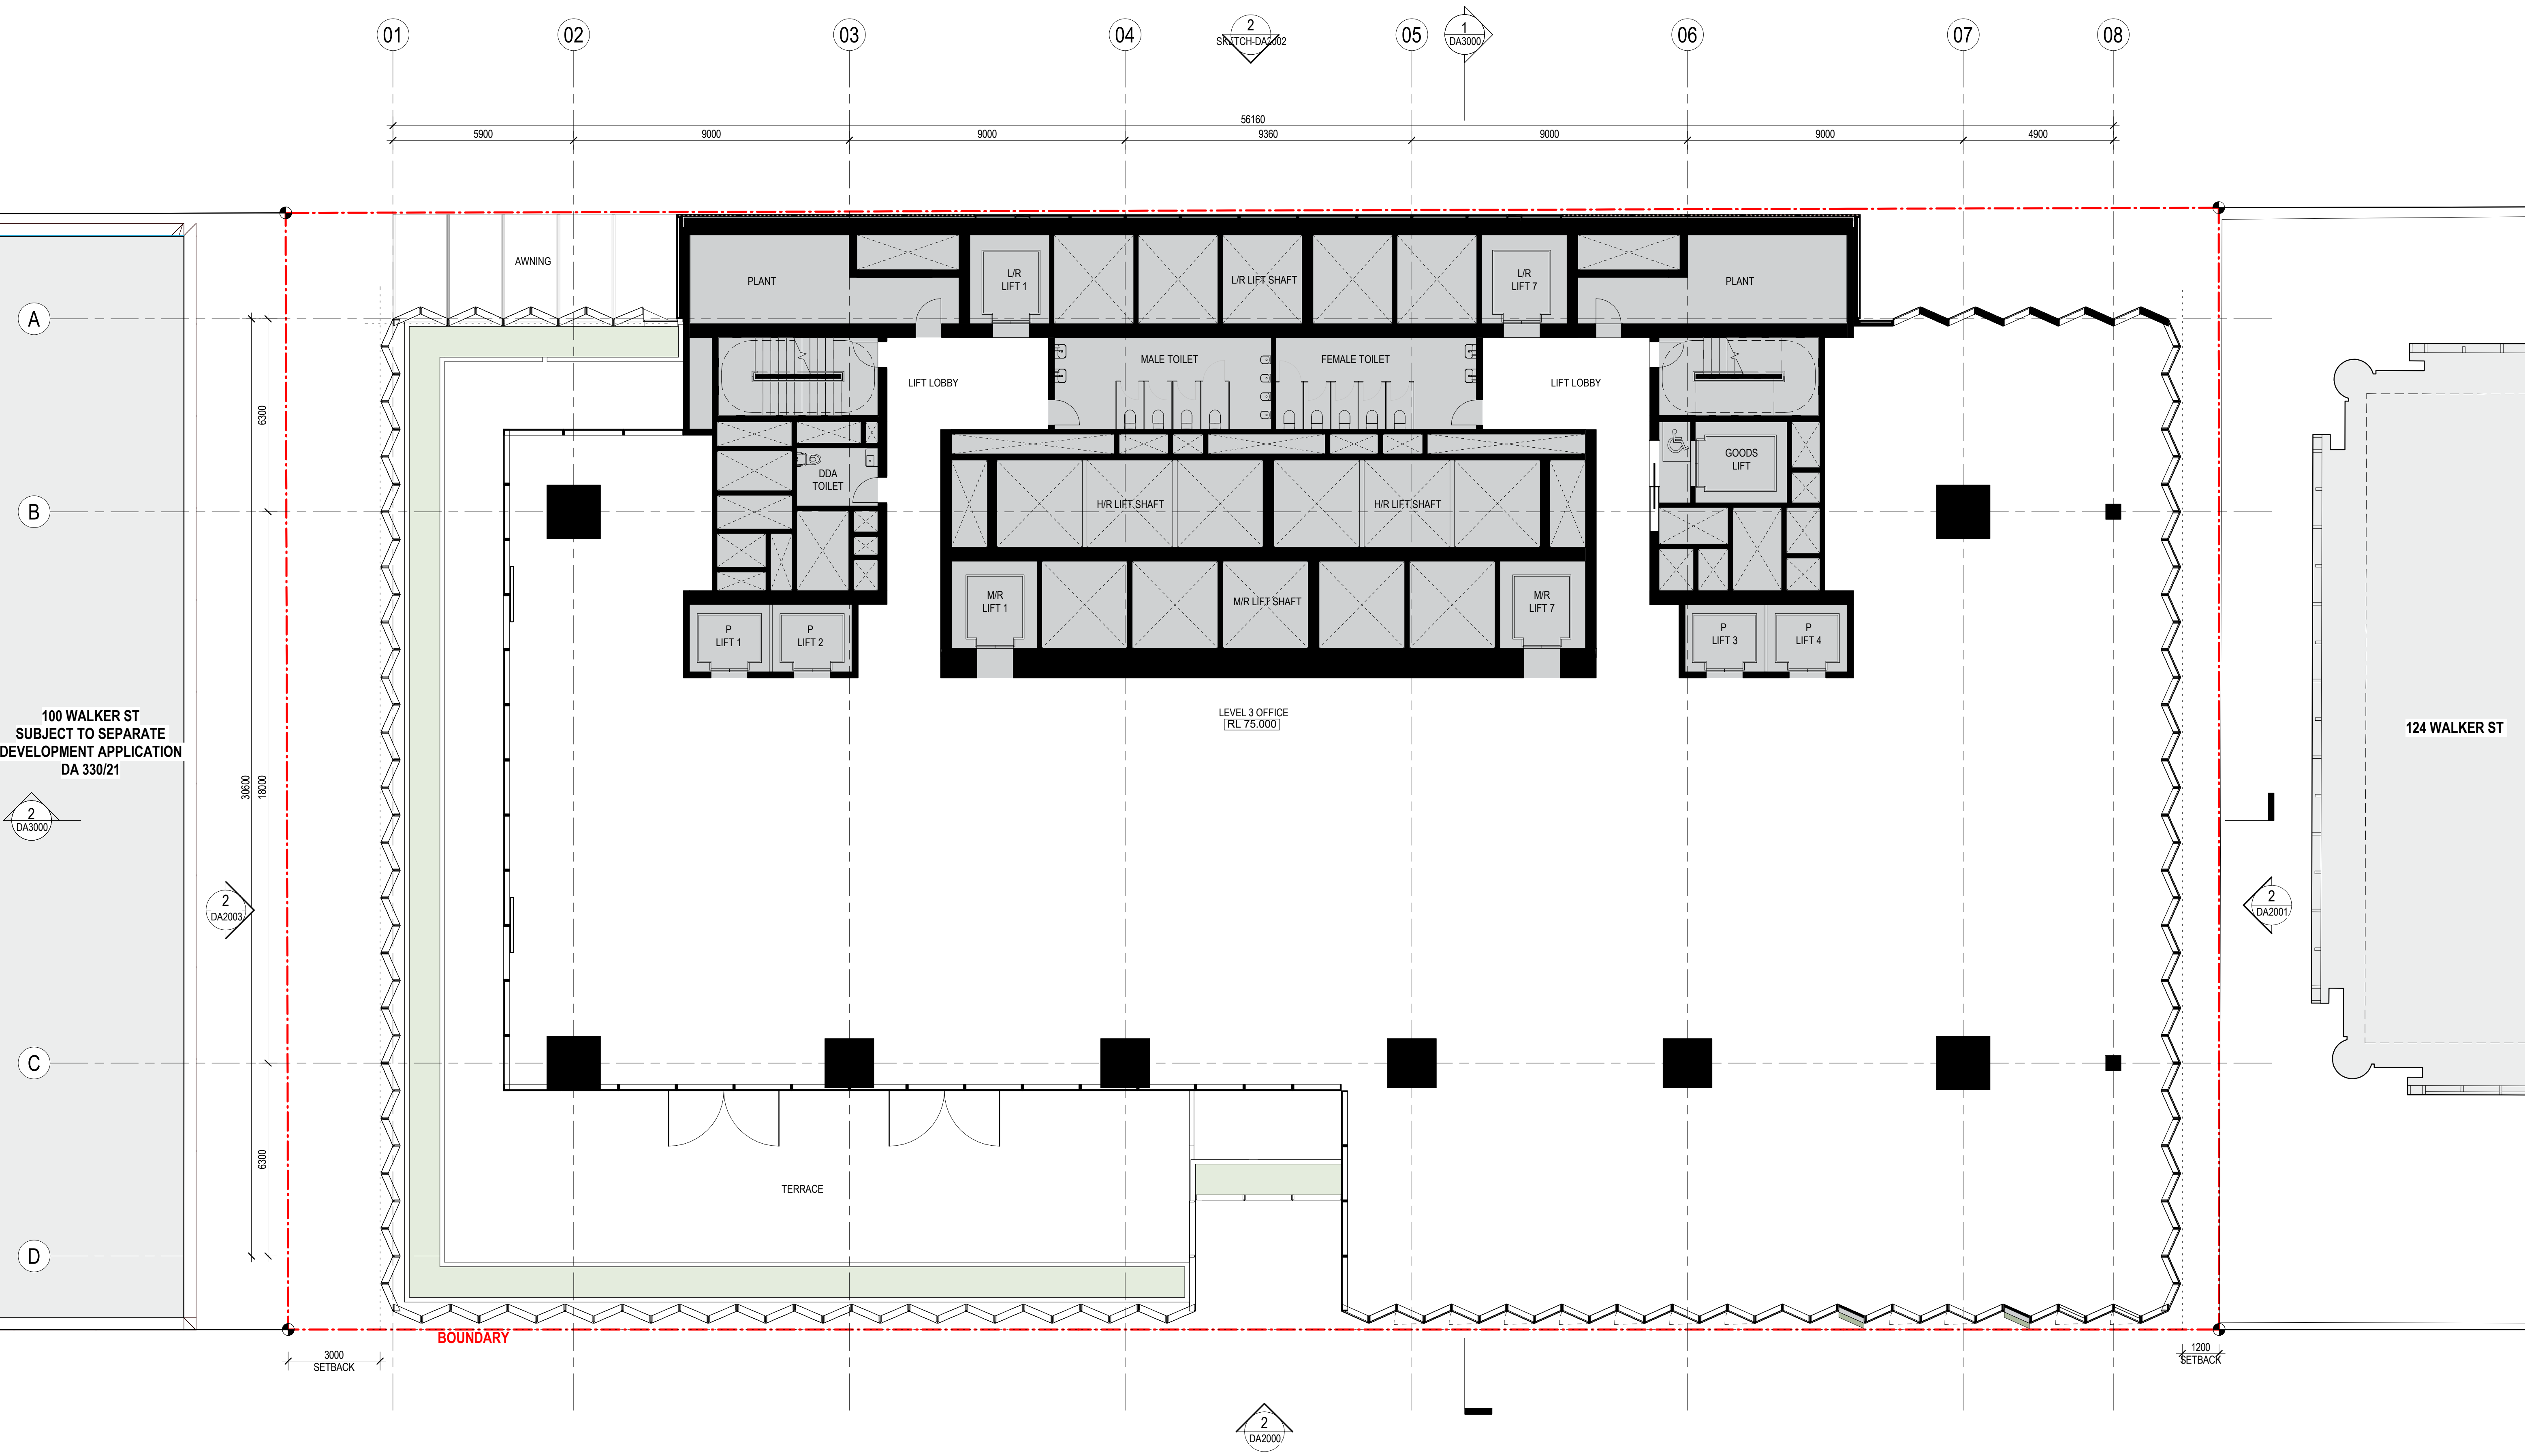 01
02
03
04
2
SKETCH-DA2002
05
1
DA3000
06
07
08
56160
5900
9000
9000
9360
9000
9000
4900
AWNING
PLANT
L/R
LIFT 1
L/R LIFT SHAFT
L/R
LIFT 7
PLANT
A
LIFT LOBBY
MALE TOILET
FEMALE TOILET
LIFT LOBBY
6300
DDA
TOILET
GOODS
LIFT
B
H/R LIFT SHAFT
H/R LIFT SHAFT
M/R
LIFT 1
M/R LIFT SHAFT
M/R
LIFT 7
P
LIFT 1
P
LIFT 2
P
LIFT 3
P
LIFT 4
LEVEL 3 OFFICE
RL 75.000
100 WALKER ST
SUBJECT TO SEPARATE
DEVELOPMENT APPLICATION
DA 330/21
124 WALKER ST
30600
18000
2
DA3000
2
DA2003
2
DA2001
C
6300
TERRACE
D
BOUNDARY
3000
SETBACK
1200
SETBACK
2
DA2000